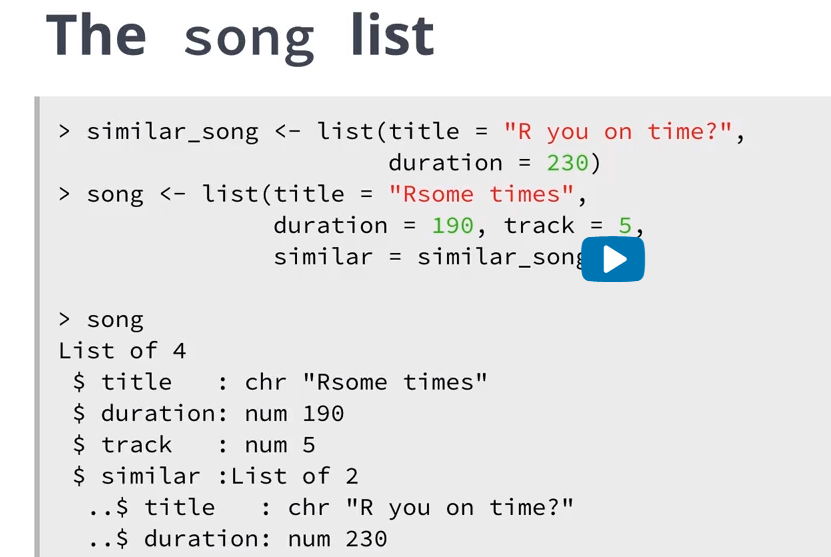 The song list
> similar_song <- list(title = "R you on time?",
duration = 230)
> song <- list(title = "Rsome times",
duration = 190, track = 5,
similar = similar_song
> song
List of 4
$ title   : chr "Rsome times"
$ duration: num 190
$ track   : num 5
$ similar :List of 2
..$ title   : chr "R you on time?"
..$ duration: num 230